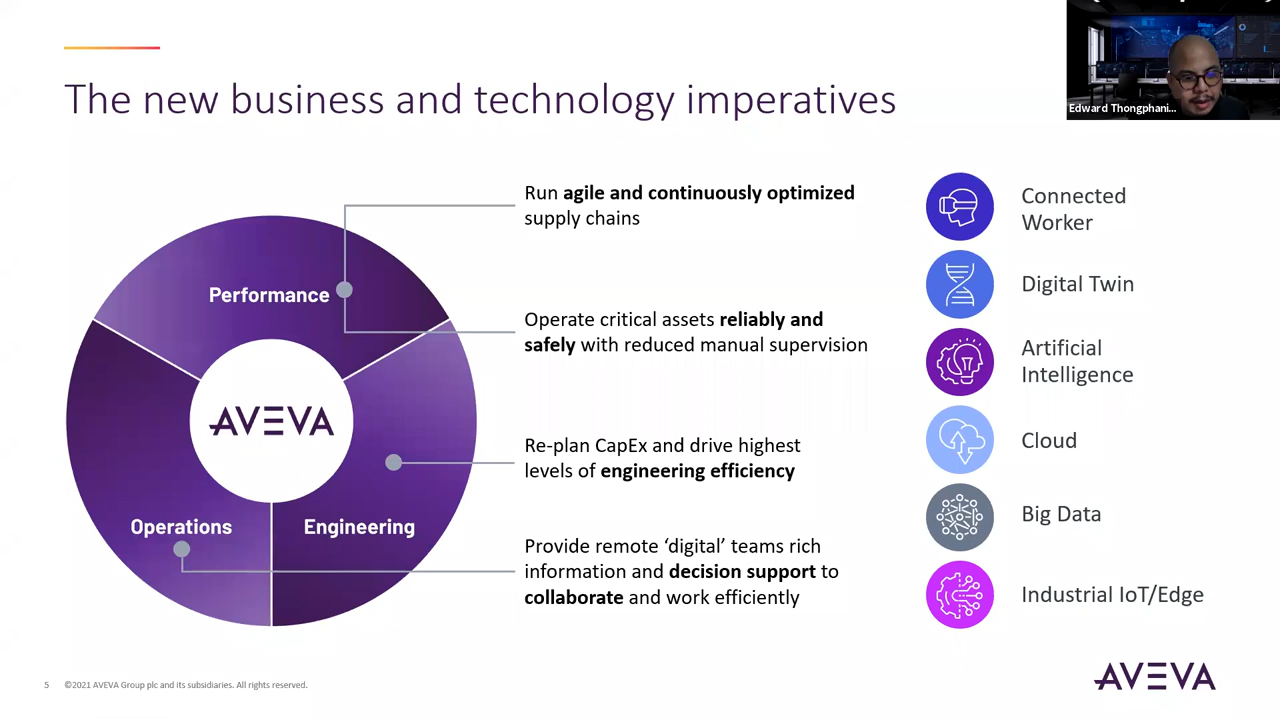 The new business and technology imperatives
Edward Thongphani...
Run agile and continuously optimized
supply chains
Performance
Operate critical assets reliably and
safely with reduced manual supervision
AVEVA
Re-plan CapEx and drive highest
levels of engineering efficiency
Operations
Engineering
Provide remote ‘digital’ teams rich
information and decision support to
collaborate and work efficiently
Connected
Worker
Digital Twin
Artificial
Intelligence
Cloud
Big Data
Industrial IoT/Edge
5
©2021 AVEVA Group plc and its subsidiaries. All rights reserved.
AVEVA